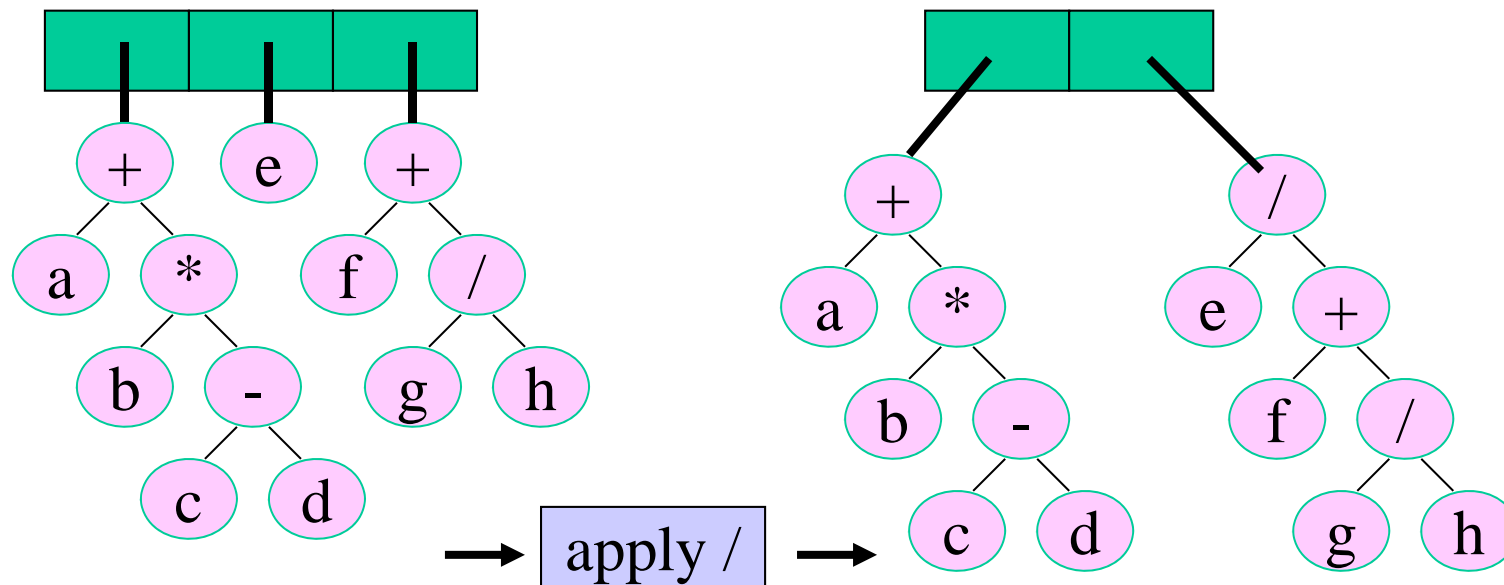 + e +
+ /
a * f /
a * e +
b - g h
b - f /
c d
c d g h
apply /